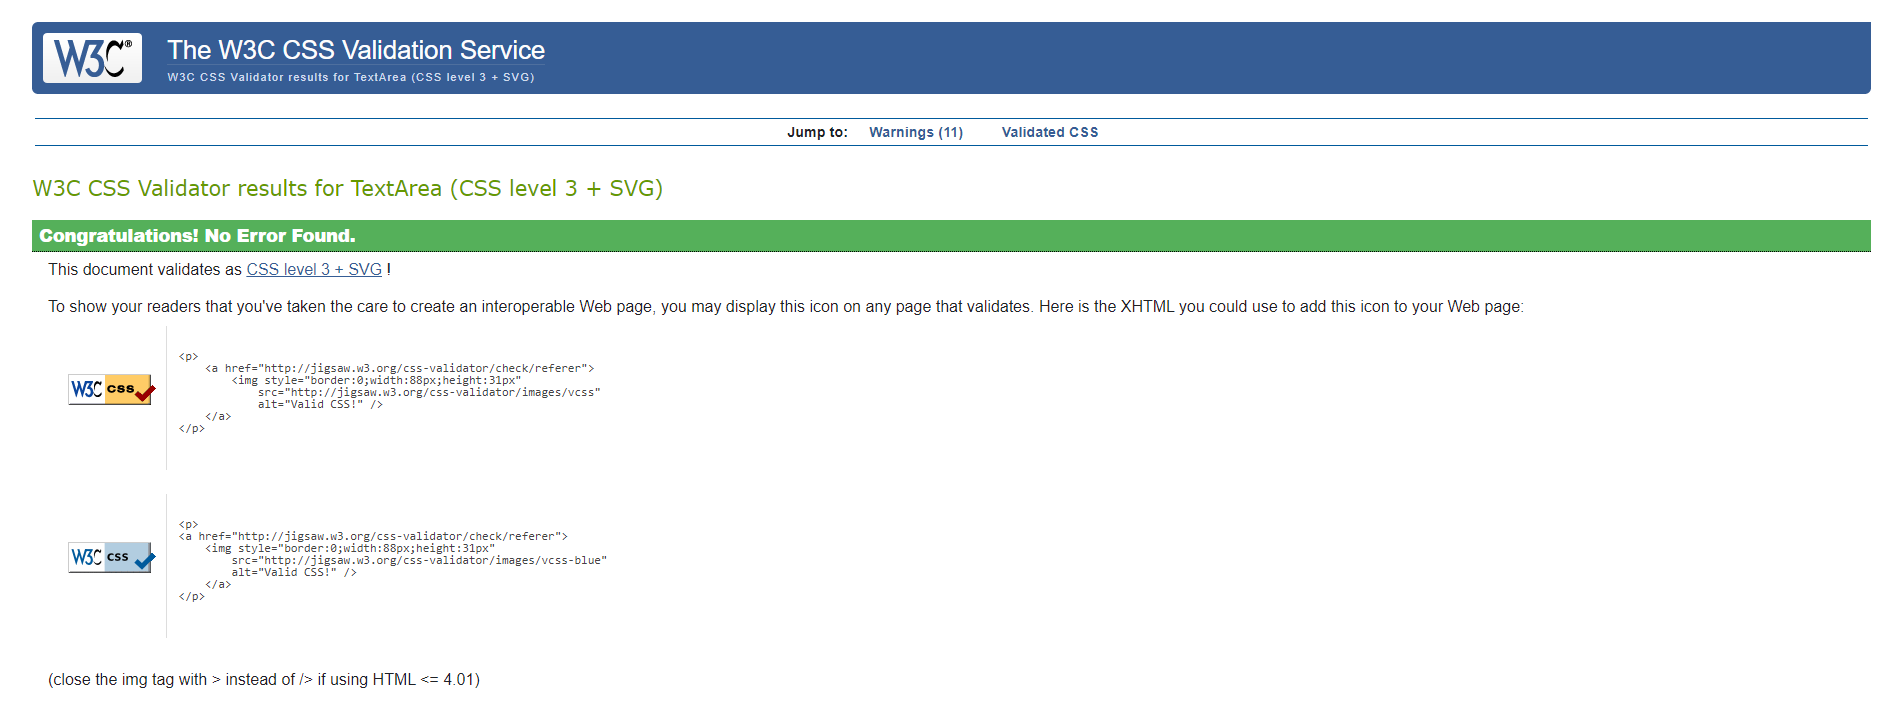 W3C®
The W3C CSS Validation Service
W3C CSS Validator results for TextArea (CSS level 3 + SVG)
Jump to: Warnings (11) Validated CSS
W3C CSS Validator results for TextArea (CSS level 3 + SVG)
Congratulations! No Error Found.
This document validates as CSS level 3 + SVG !
To show your readers that you've taken the care to create an interoperable Web page, you may display this icon on any page that validates. Here is the XHTML you could use to add this icon to your Web page:
W3C css
<p>
    <a href="http://jigsaw.w3.org/css-validator/check/referer">
        <img style="border:0;width:88px;height:31px"
            src="http://jigsaw.w3.org/css-validator/images/vcss"
            alt="Valid CSS!" />
    </a>
</p>
W3C css
<p>
<a href="http://jigsaw.w3.org/css-validator/check/referer">
    <img style="border:0;width:88px;height:31px"
        src="http://jigsaw.w3.org/css-validator/images/vcss-blue"
        alt="Valid CSS!" />
    </a>
</p>
(close the img tag with > instead of /> if using HTML <= 4.01)